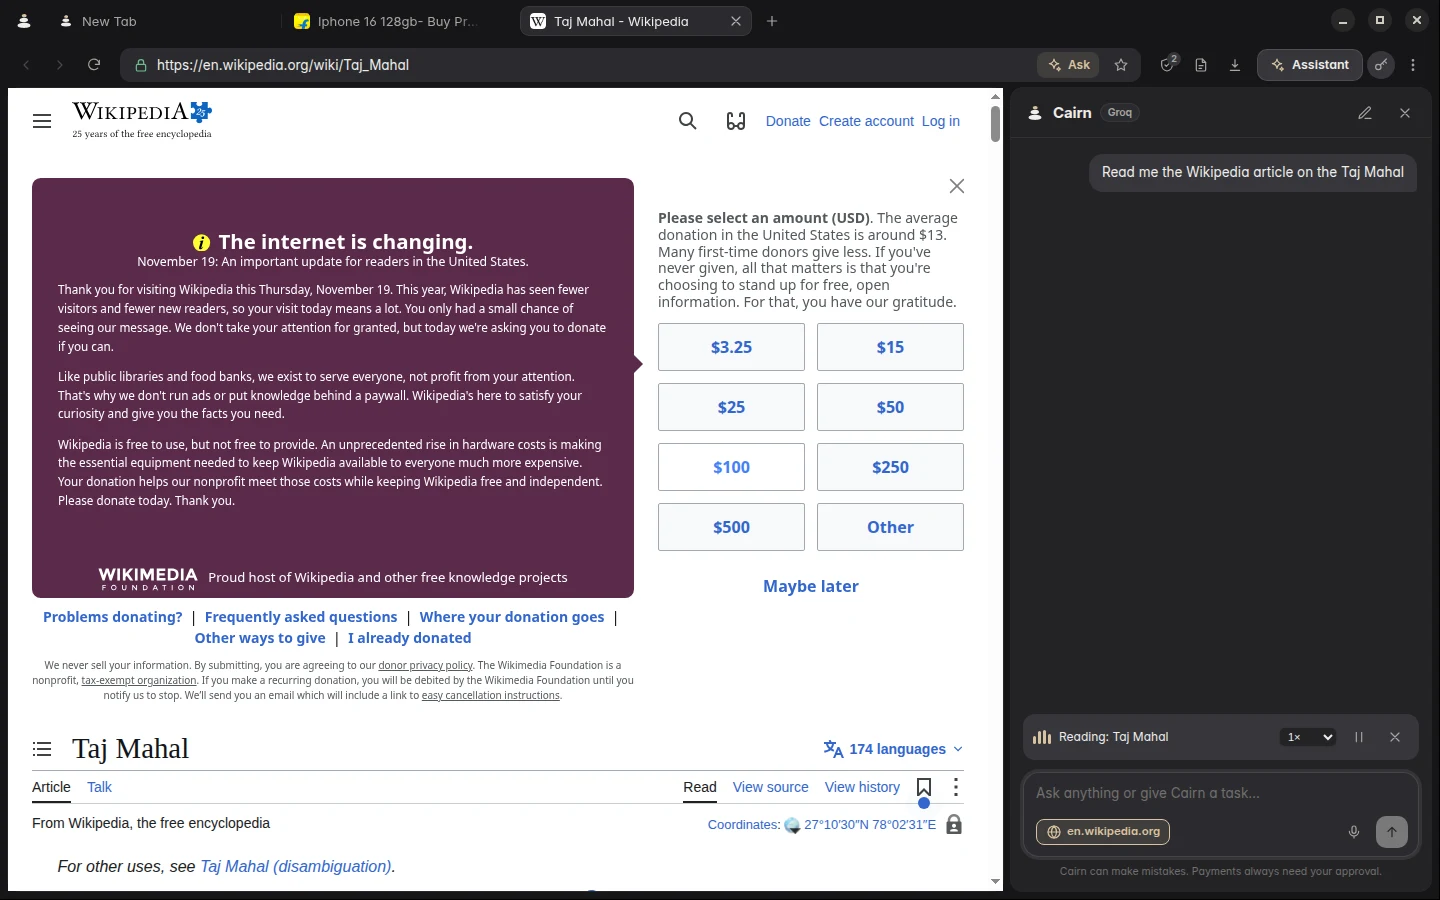 New Tab
Iphone 16 128gb- Buy Pr...
Taj Mahal - Wikipedia
https://en.wikipedia.org/wiki/Taj_Mahal
Ask
2
Assistant
WIKIPEDIA 25
25 years of the free encyclopedia
Donate Create account Log in
The internet is changing.
November 19: An important update for readers in the United States.
Thank you for visiting Wikipedia this Thursday, November 19. This year, Wikipedia has seen fewer
visitors and fewer new readers, so your visit today means a lot. You only had a small chance of
seeing our message. We don't take your attention for granted, but today we're asking you to donate
if you can.
Like public libraries and food banks, we exist to serve everyone, not profit from your attention.
That's why we don't run ads or put knowledge behind a paywall. Wikipedia's here to satisfy your
curiosity and give you the facts you need.
Wikipedia is free to use, but not free to provide. An unprecedented rise in hardware costs is making
the essential equipment needed to keep Wikipedia available to everyone much more expensive.
Your donation helps our nonprofit meet those costs while keeping Wikipedia free and independent.
Please donate today. Thank you.
WIKIMEDIA
FOUNDATION
Proud host of Wikipedia and other free knowledge projects
Please select an amount (USD). The average
donation in the United States is around $13.
Many first-time donors give less. If you've
never given, all that matters is that you're
choosing to stand up for free, open
information. For that, you have our gratitude.
$3.25 $15
$25 $50
$100 $250
$500 Other
Maybe later
Problems donating? | Frequently asked questions | Where your donation goes |
Other ways to give | I already donated
We never sell your information. By submitting, you are agreeing to our donor privacy policy. The Wikimedia Foundation is a
nonprofit, tax-exempt organization. If you make a recurring donation, you will be debited by the Wikimedia Foundation until you
notify us to stop. We'll send you an email which will include a link to easy cancellation instructions.
Taj Mahal
174 languages
Article Talk
Read View source View history
From Wikipedia, the free encyclopedia
Coordinates: 27°10′30″N 78°02′31″E
For other uses, see Taj Mahal (disambiguation).
Cairn Groq
Read me the Wikipedia article on the Taj Mahal
Reading: Taj Mahal
1×
Ask anything or give Cairn a task...
en.wikipedia.org
Cairn can make mistakes. Payments always need your approval.